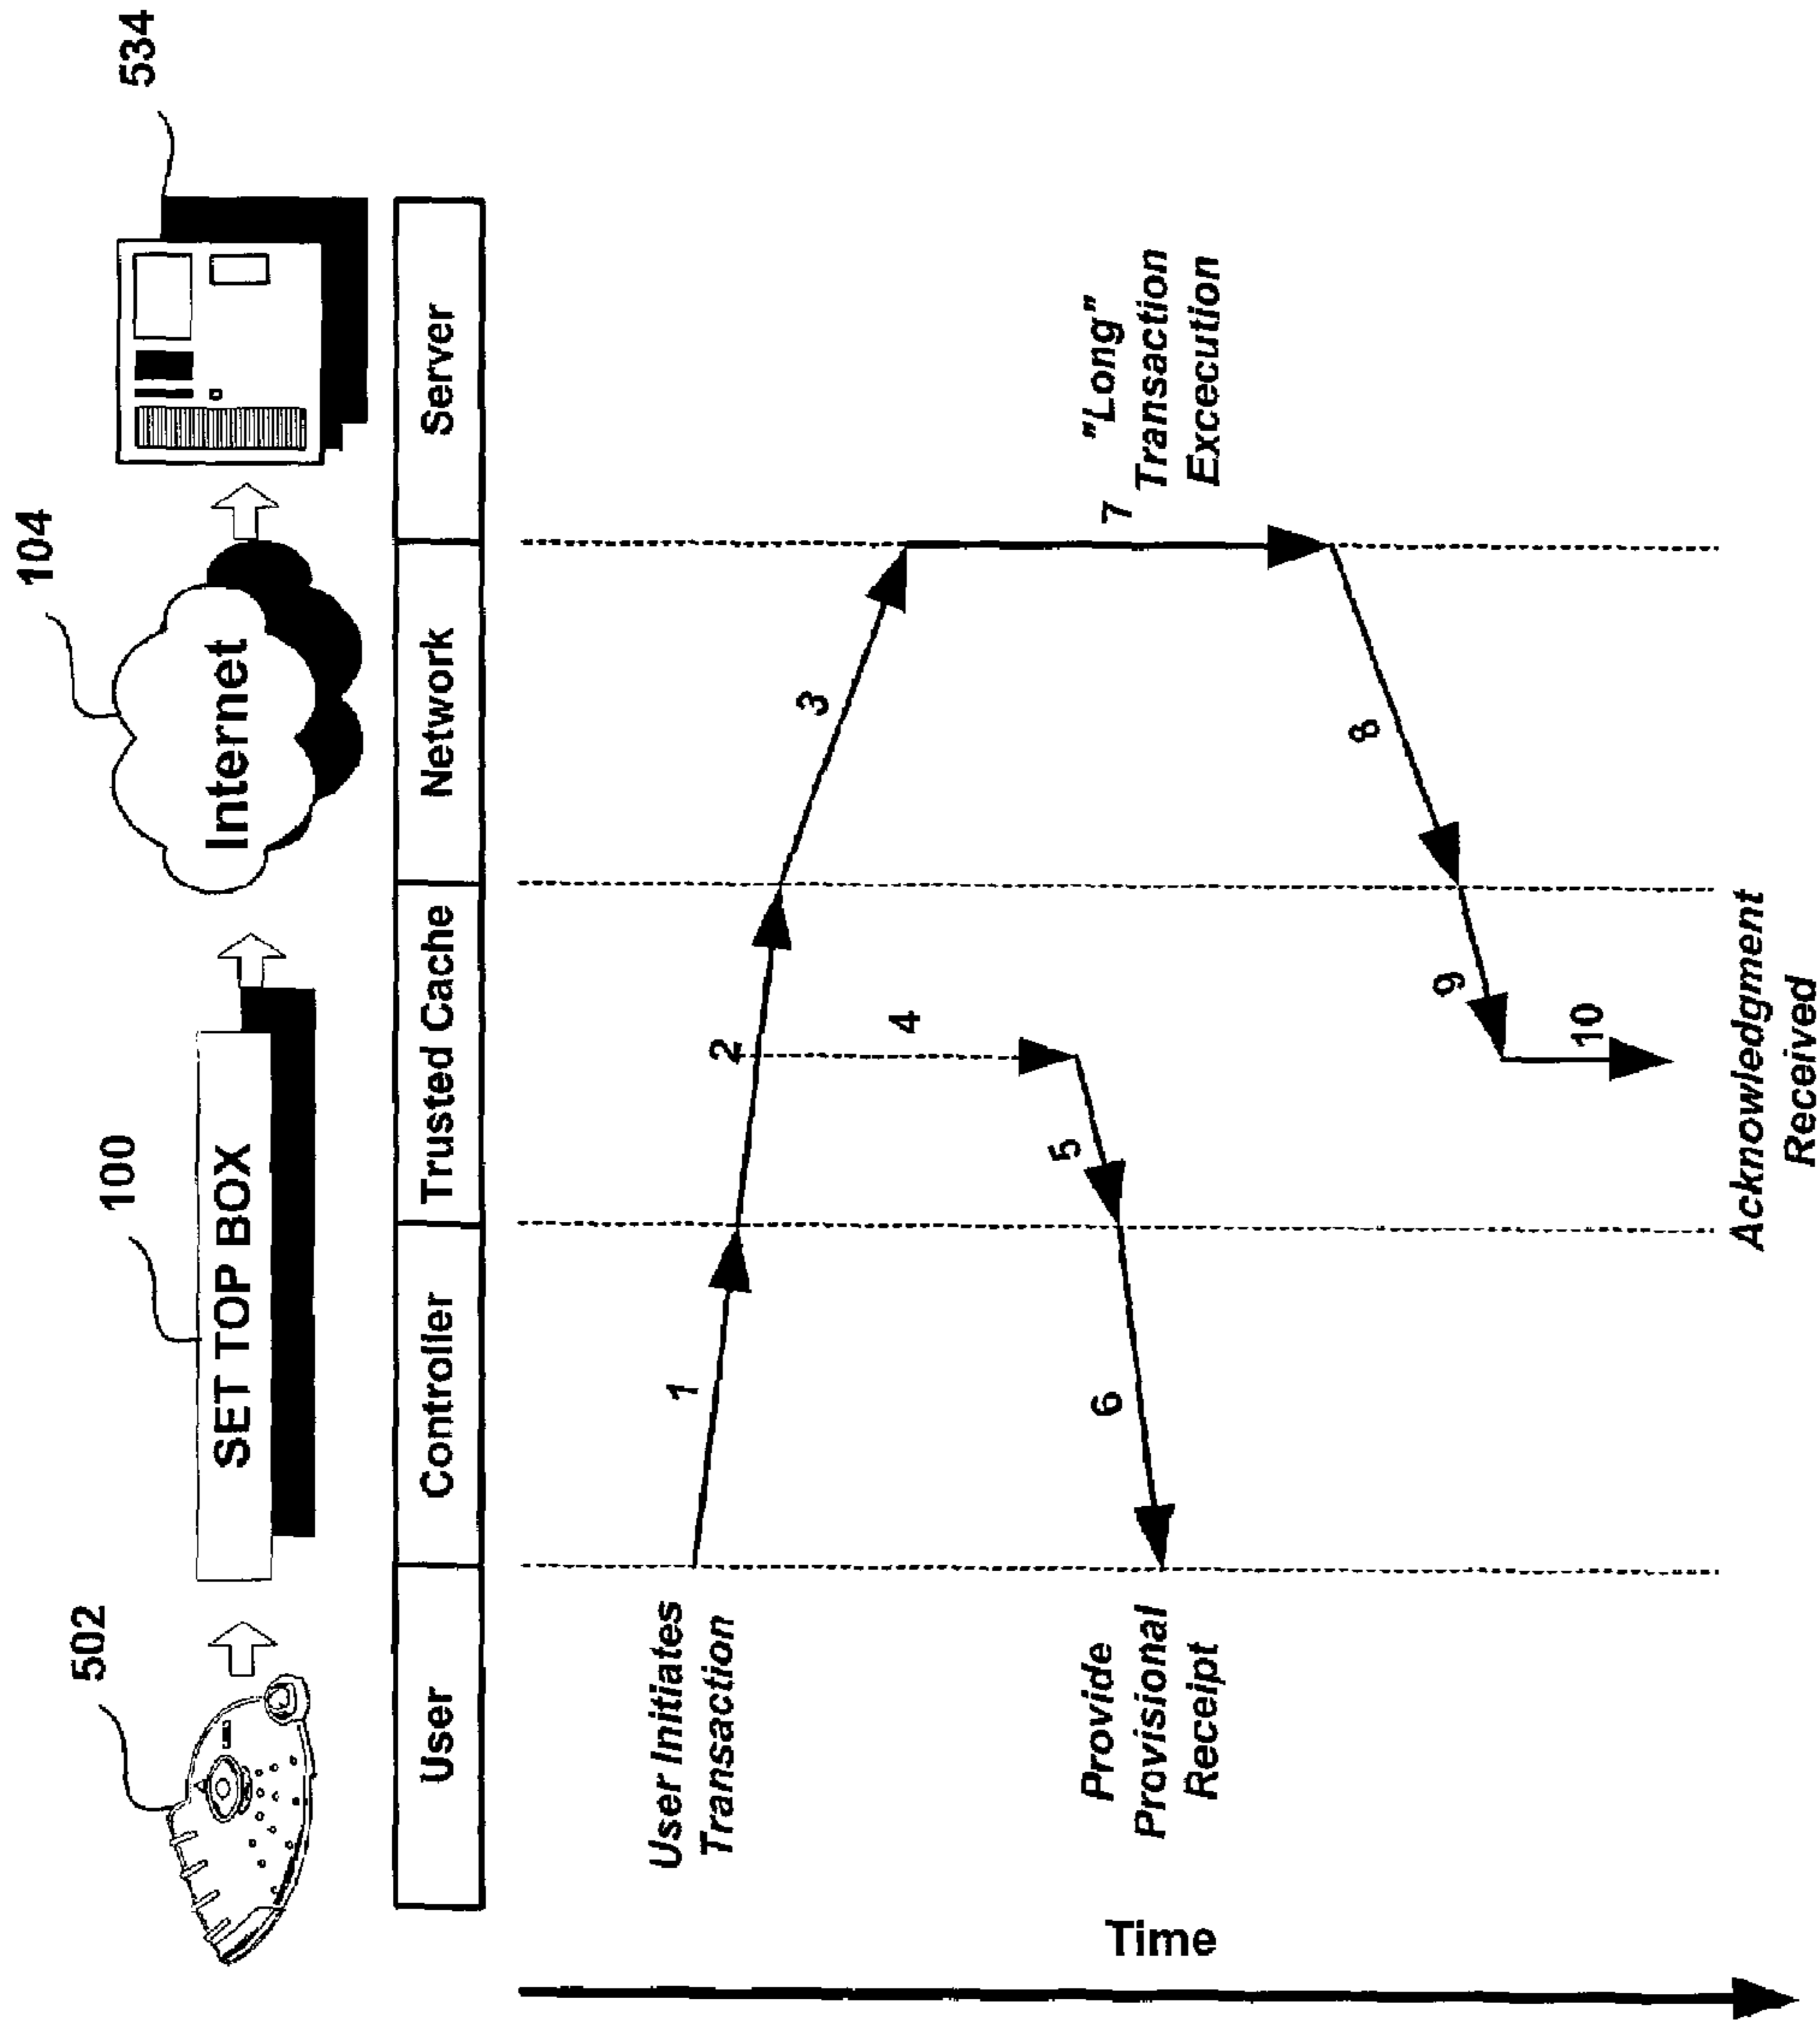 502
100
104
534
SET TOP BOX
Internet
User
Controller
Trusted Cache
Network
Server
User Initiates
Transaction
1
2
3
4
5
6
Provide
Provisional
Receipt
7
"Long"
Transaction
Excecution
8
9
10
Acknowledgment
Received
Time